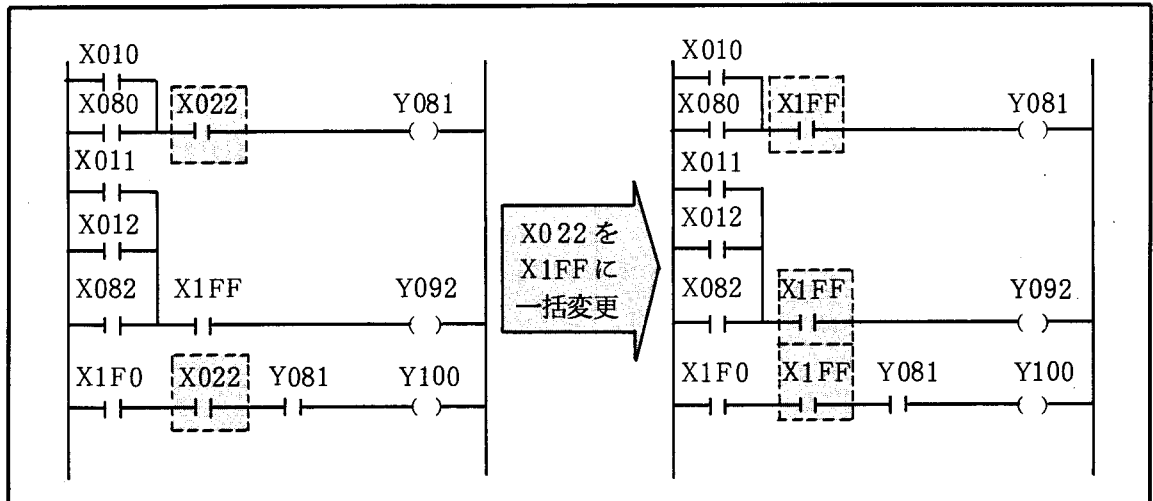 X010
X080 X022 Y081
X011
X012
X082 X1FF Y092
X1F0 X022 Y081 Y100
X022を
X1FFに
一括変更
X010
X080 X1FF Y081
X011
X012
X082 X1FF Y092
X1F0 X1FF Y081 Y100